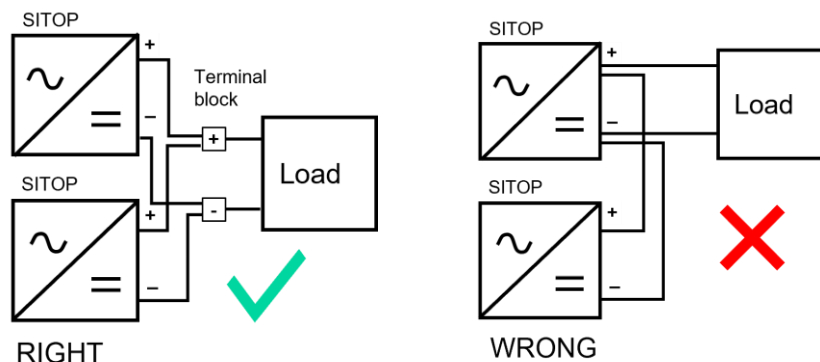 SITOP
+
–
Terminal
block
+
-
Load
SITOP
+
–
RIGHT
SITOP
+
–
Load
SITOP
+
–
WRONG